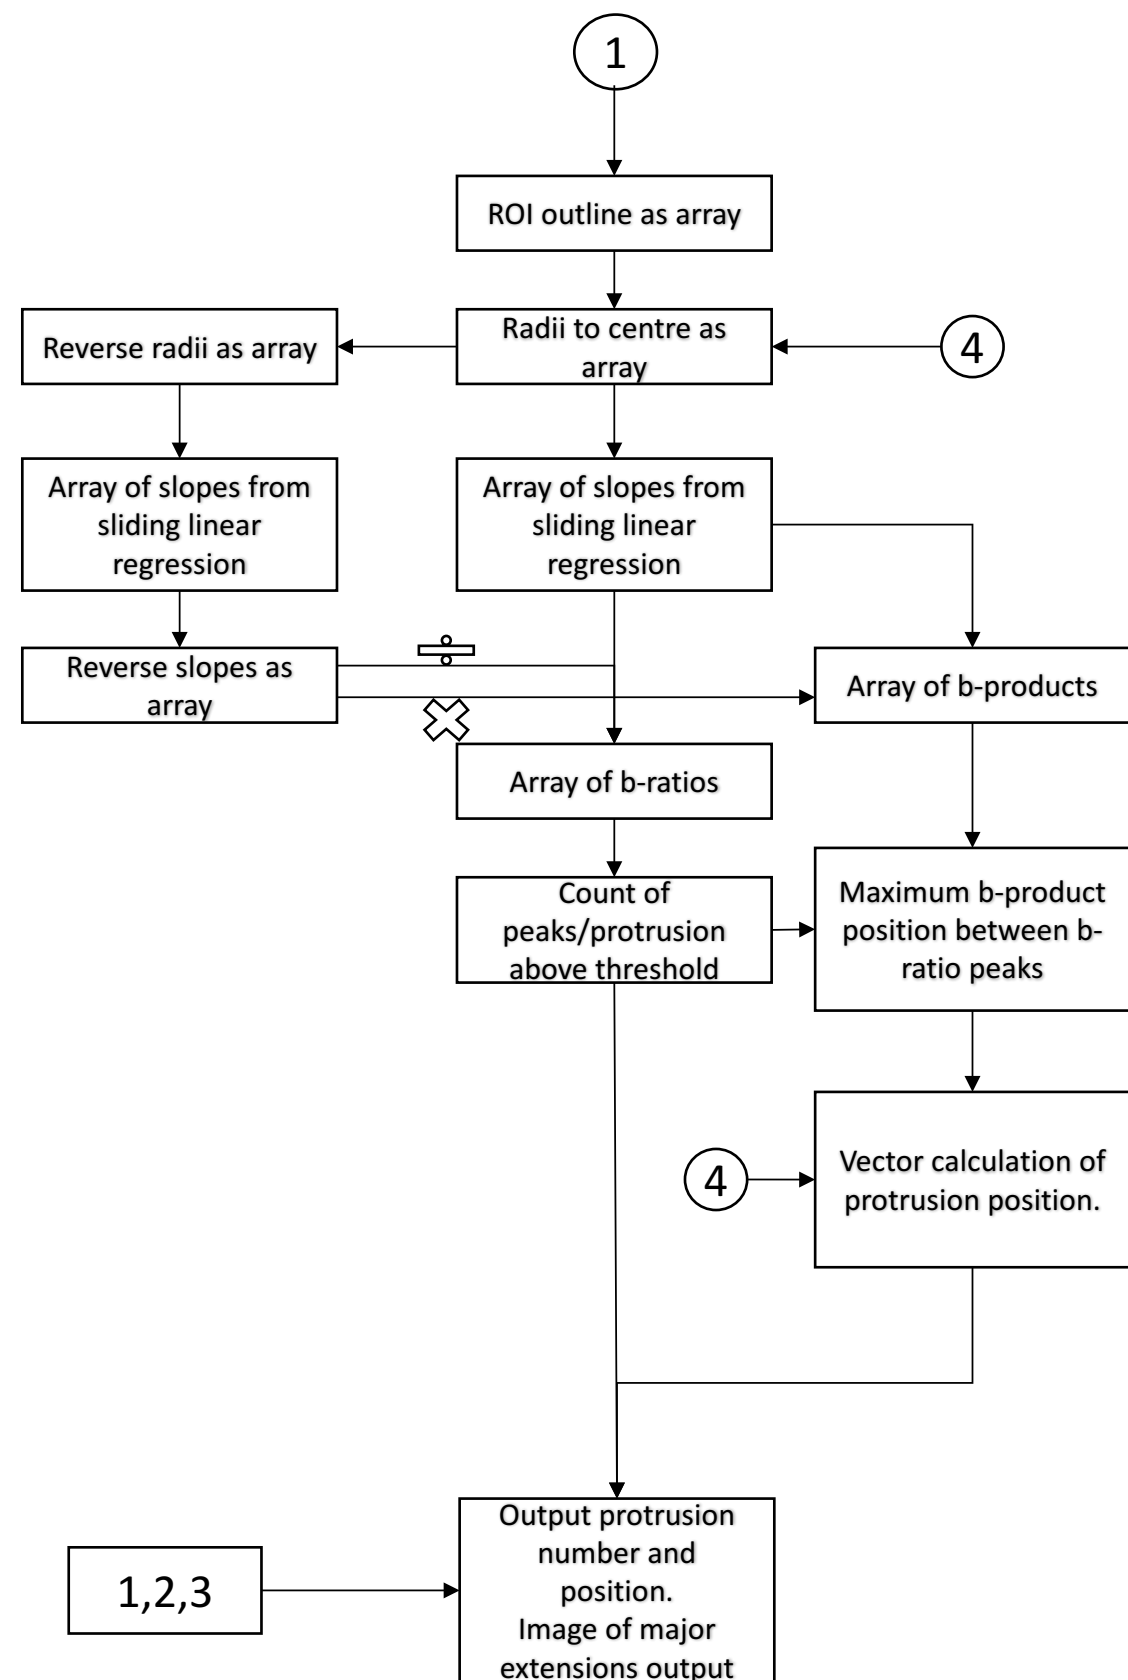 1
ROI outline as array
Reverse radii as array
Radii to centre as
array
4
Array of slopes from
sliding linear
regression
Array of slopes from
sliding linear
regression
Reverse slopes as
array
Array of b-products
Array of b-ratios
Count of
peaks/protrusion
above threshold
Maximum b-product
position between b-
ratio peaks
4
Vector calculation of
protrusion position.
1,2,3
Output protrusion
number and
position.
Image of major
extensions output